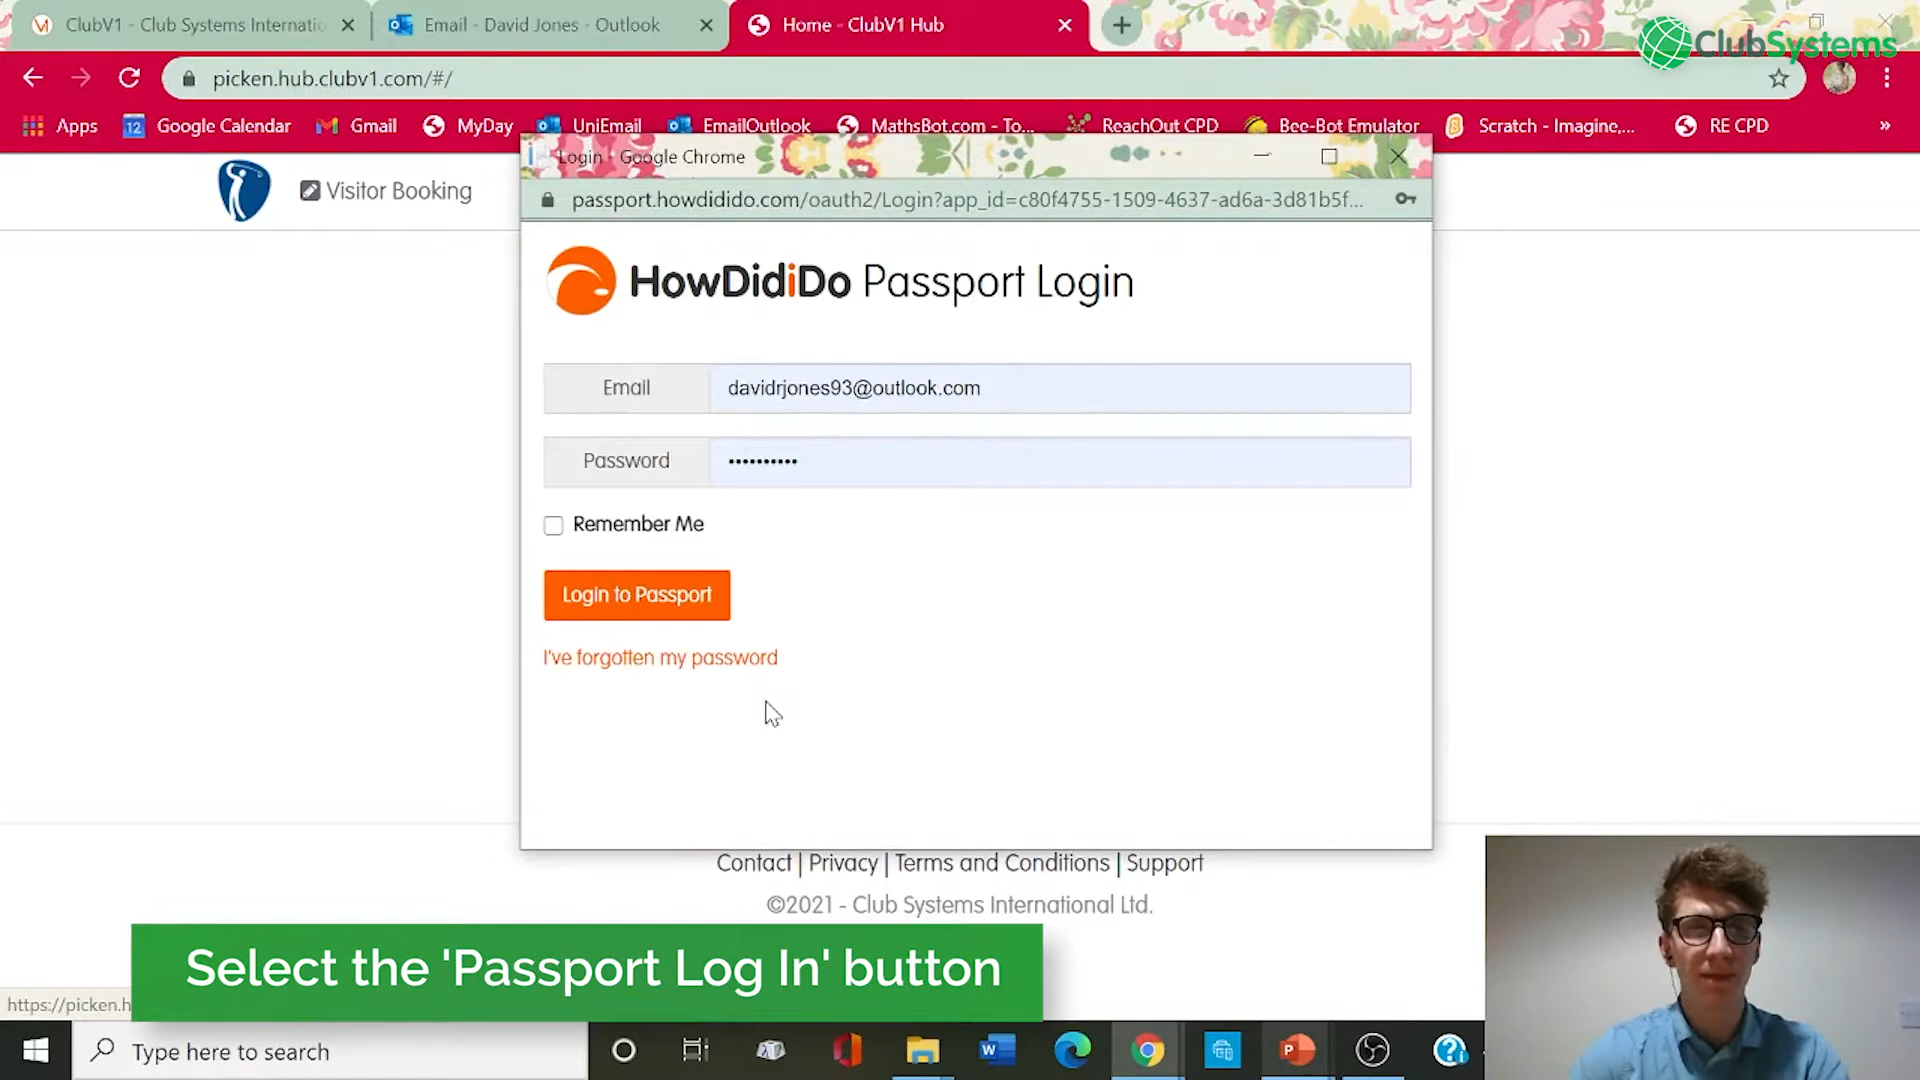 ClubV1 - Club Systems Internatio
Email - David Jones - Outlook
Home - ClubV1 Hub
ClubSystems
picken.hub.clubv1.com/#/
Apps
12
Google Calendar
Gmail
MyDay
UniEmail
EmailOutlook
MathsBot.com - To...
ReachOut CPD
Bee-Bot Emulator
Scratch - Imagine,...
RE CPD
»
Login - Google Chrome
Visitor Booking
passport.howdidido.com/oauth2/Login?app_id=c80f4755-1509-4637-ad6a-3d81b5f...
HowDidiDo Passport Login
Email davidrjones93@outlook.com
Password ••••••••••
Remember Me
Login to Passport
I've forgotten my password
Contact | Privacy | Terms and Conditions | Support
©2021 - Club Systems International Ltd.
Select the 'Passport Log In' button
https://picken.h
Type here to search